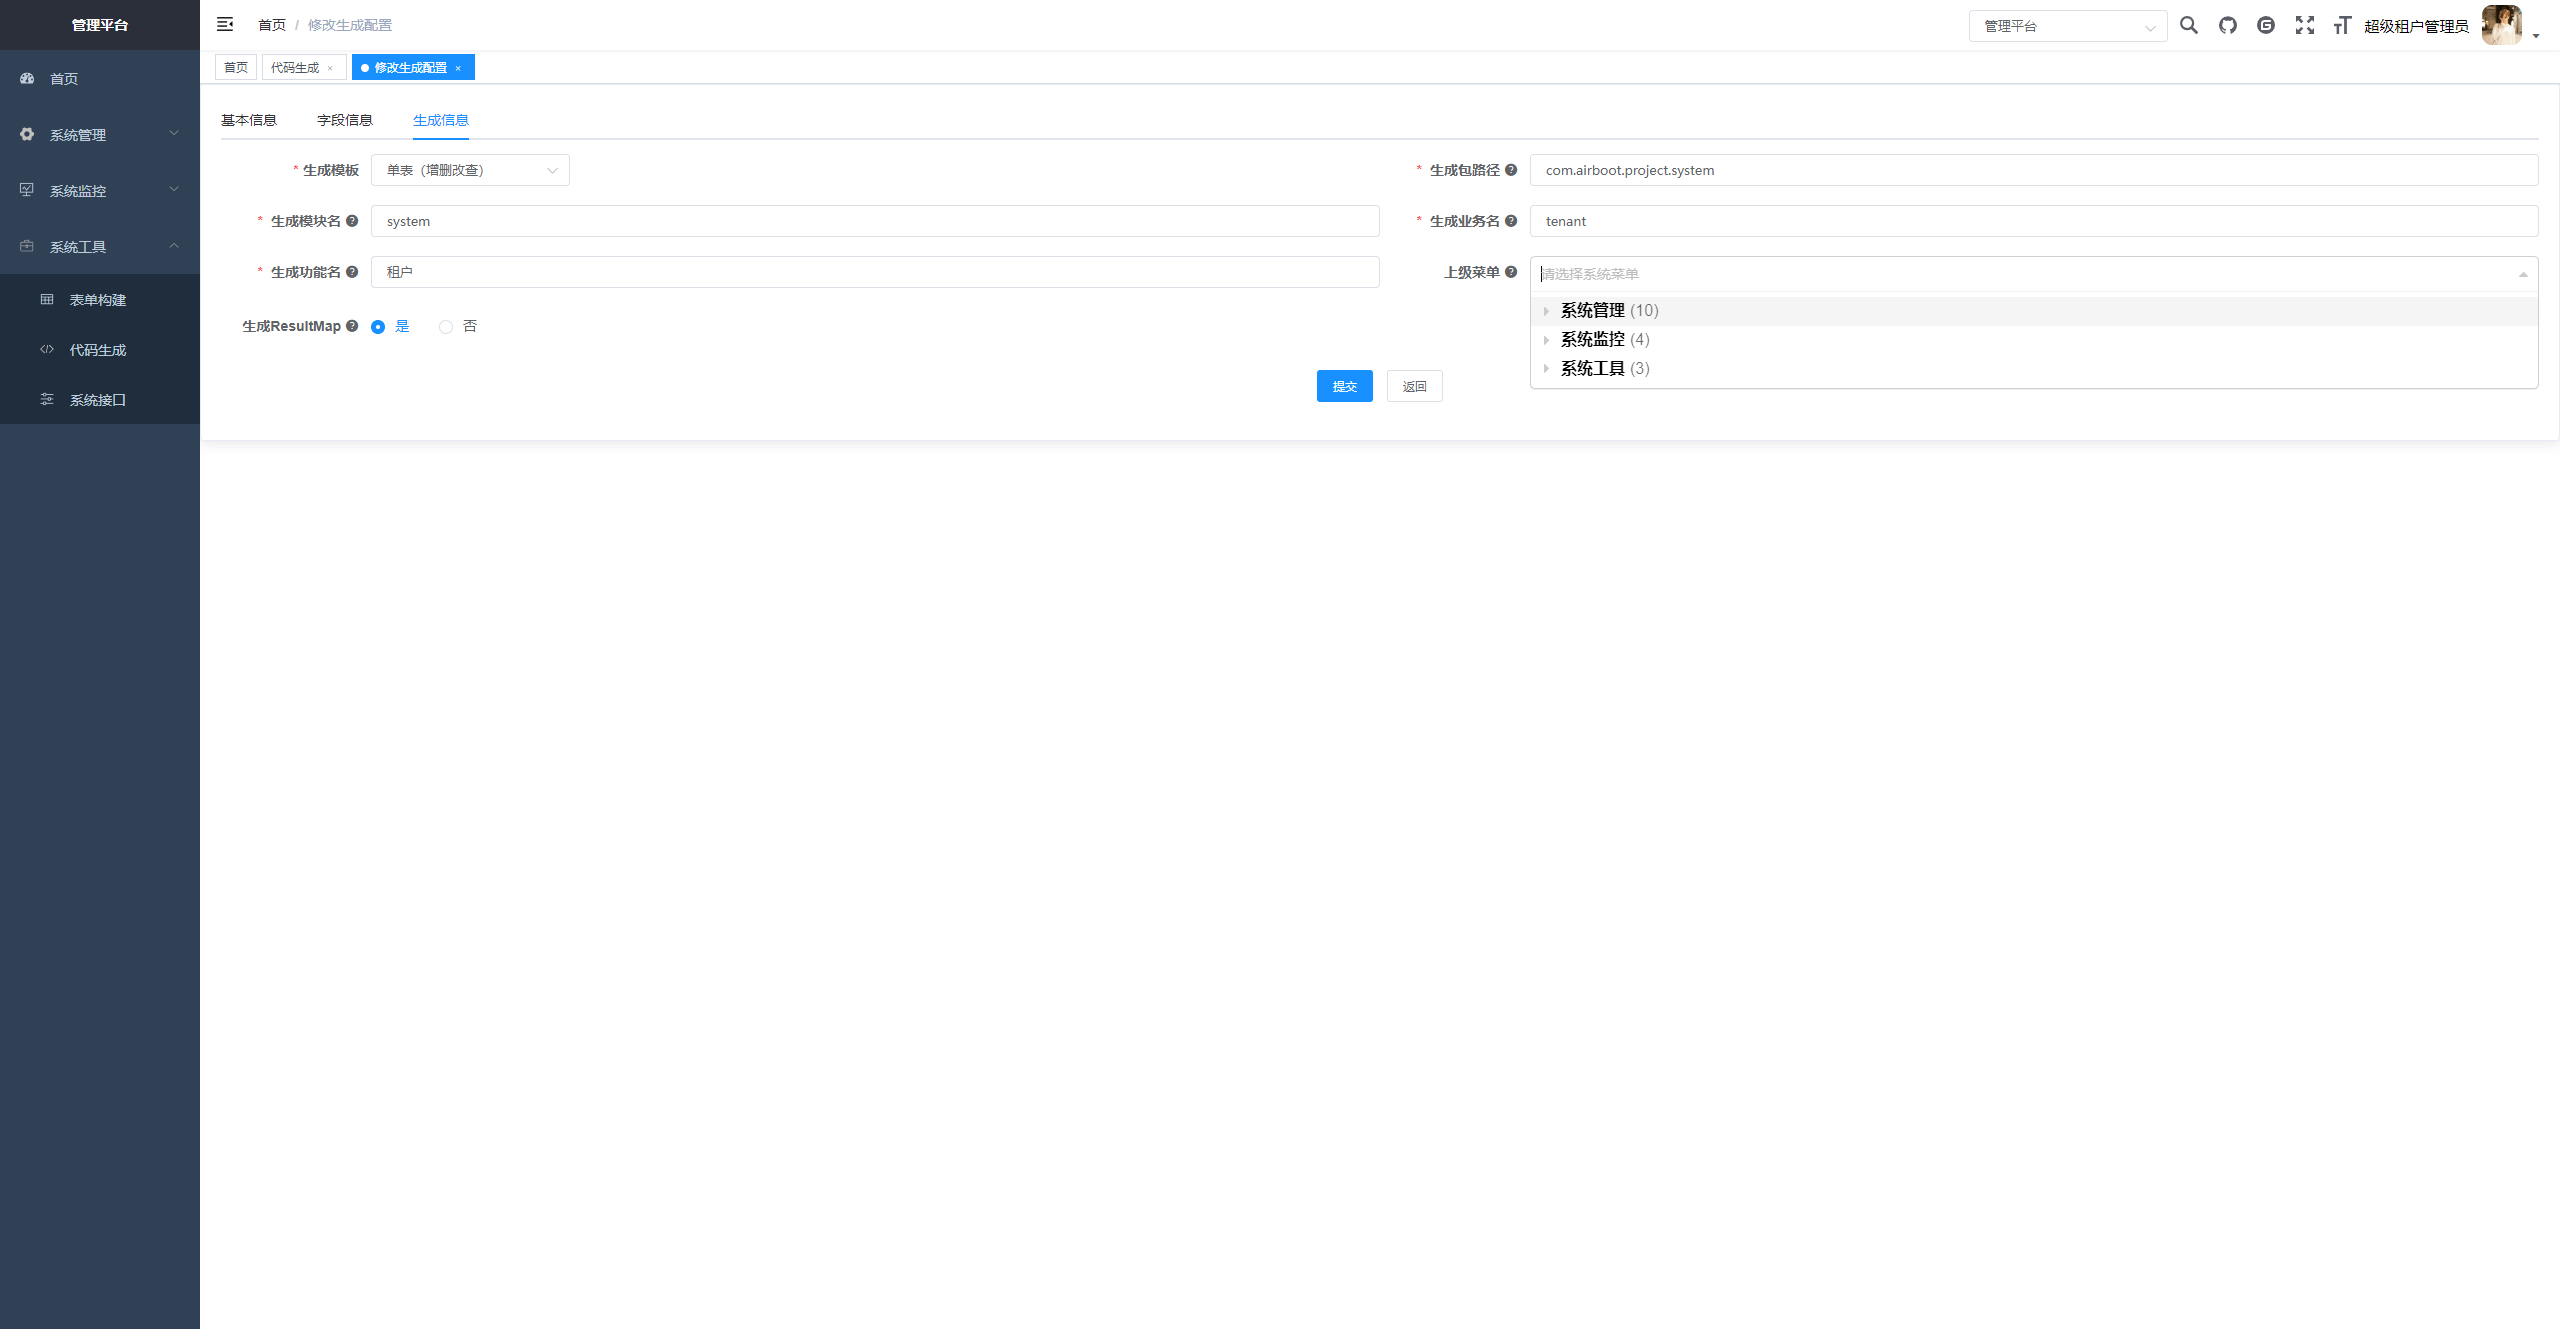 管理平台
首页 / 修改生成配置
管理平台
超级租户管理员
首页
代码生成 ×
修改生成配置 ×
首页
系统管理
系统监控
系统工具
表单构建
代码生成
系统接口
基本信息
字段信息
生成信息
* 生成模板
单表（增删改查）
* 生成包路径
com.airboot.project.system
* 生成模块名
system
* 生成业务名
tenant
* 生成功能名
租户
上级菜单
请选择系统菜单
系统管理 (10)
系统监控 (4)
系统工具 (3)
生成ResultMap
是
否
提交
返回